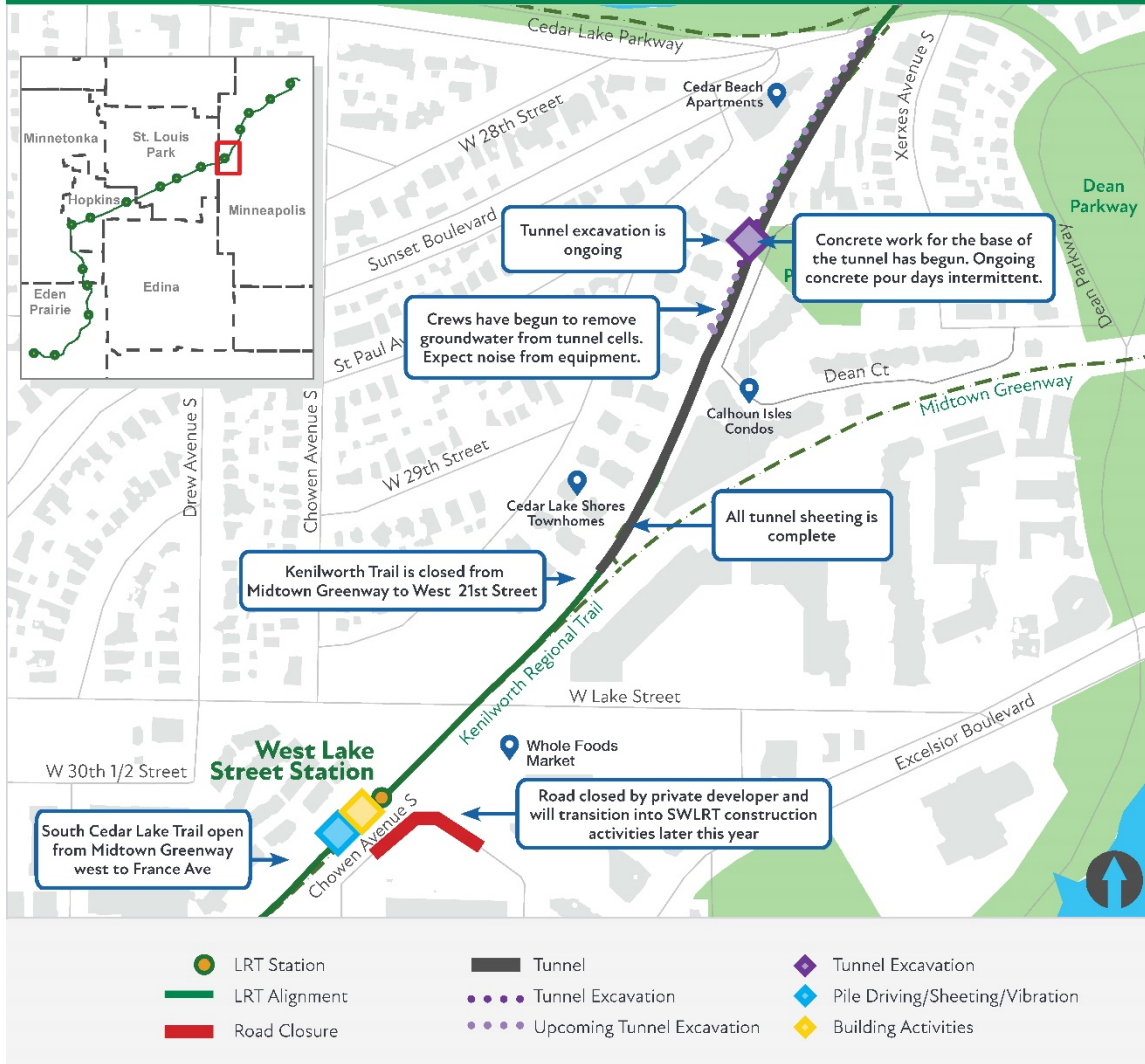 Cedar Lake Parkway
Cedar Beach
Apartments
W 28th Street
Xerxes Avenue S
Minnetonka
St. Louis
Park
Hopkins
Minneapolis
Eden
Prairie
Edina
Dean
Parkway
Dean Parkway
Sunset Boulevard
Tunnel excavation is
ongoing
Concrete work for the base of
the tunnel has begun. Ongoing
concrete pour days intermittent.
P
Crews have begun to remove
groundwater from tunnel cells.
Expect noise from equipment.
St Paul Av
Dean Ct
Midtown Greenway
Calhoun Isles
Condos
Drew Avenue S
Chowen Avenue S
W 29th Street
Cedar Lake Shores
Townhomes
All tunnel sheeting is
complete
Kenilworth Trail is closed from
Midtown Greenway to West 21st Street
Kenilworth Regional Trail
W Lake Street
Excelsior Boulevard
West Lake
Street Station
Whole Foods
Market
W 30th 1/2 Street
Road closed by private developer and
will transition into SWLRT construction
activities later this year
South Cedar Lake Trail open
from Midtown Greenway
west to France Ave
Chowen Avenue S
LRT Station
LRT Alignment
Road Closure
Tunnel
Tunnel Excavation
Upcoming Tunnel Excavation
Tunnel Excavation
Pile Driving/Sheeting/Vibration
Building Activities